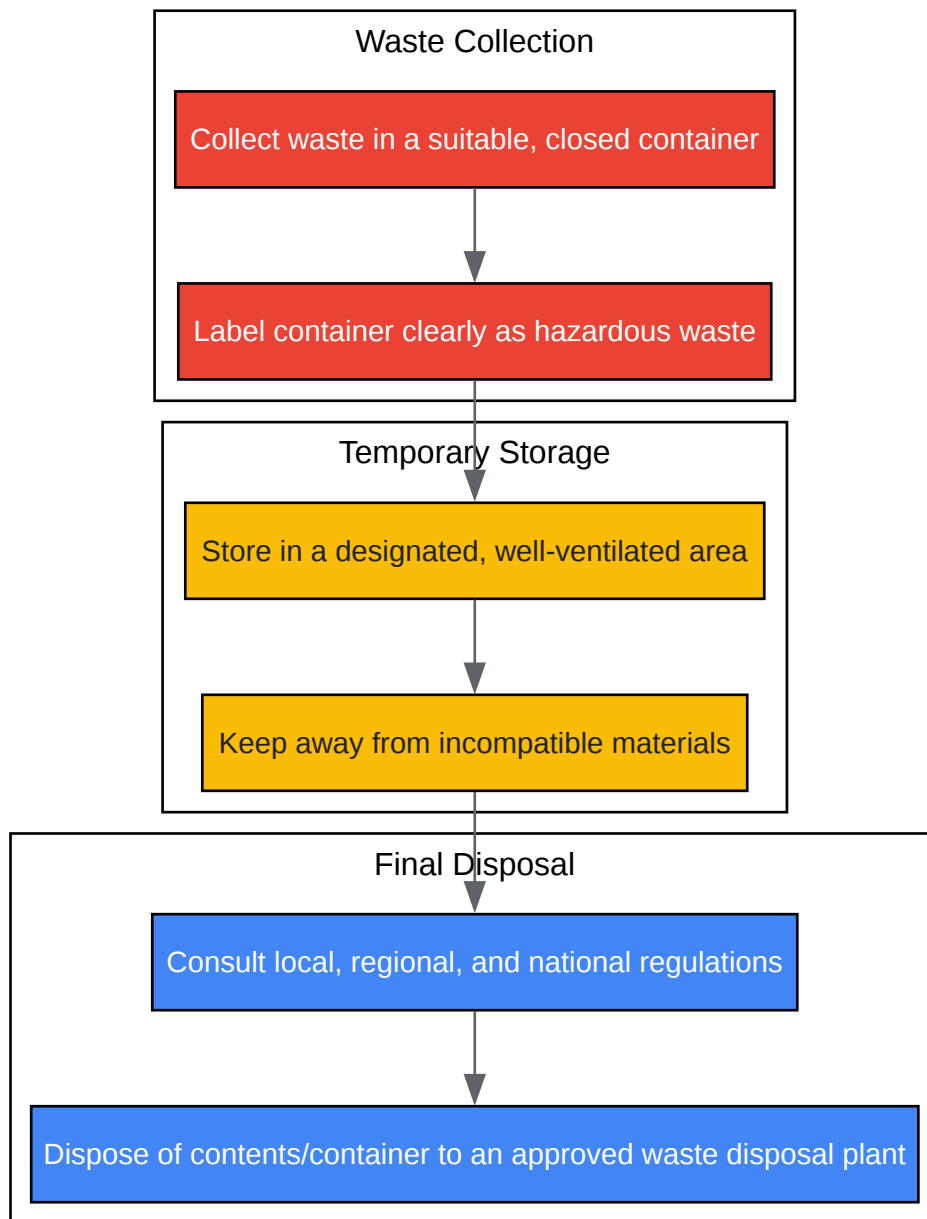 Waste Collection
Collect waste in a suitable, closed container
Label container clearly as hazardous waste
Temporary Storage
Store in a designated, well-ventilated area
Keep away from incompatible materials
Final Disposal
Consult local, regional, and national regulations
Dispose of contents/container to an approved waste disposal plant